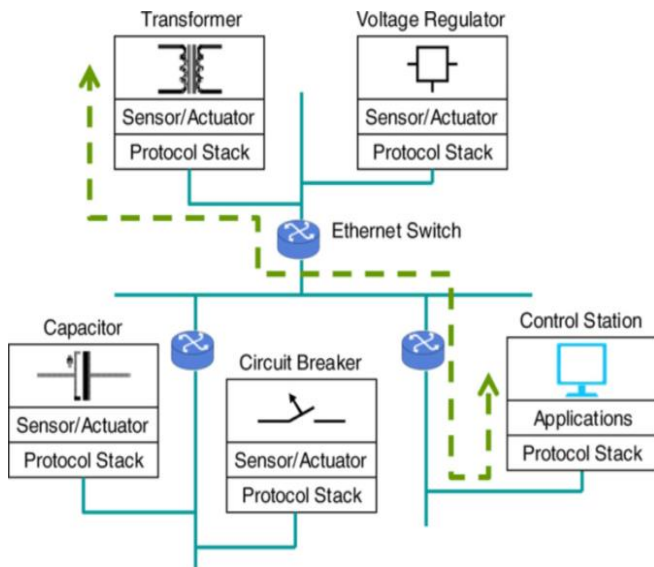 Transformer
Sensor/Actuator
Protocol Stack
Voltage Regulator
Sensor/Actuator
Protocol Stack
Ethernet Switch
Capacitor
Sensor/Actuator
Protocol Stack
Circuit Breaker
Sensor/Actuator
Protocol Stack
Control Station
Applications
Protocol Stack